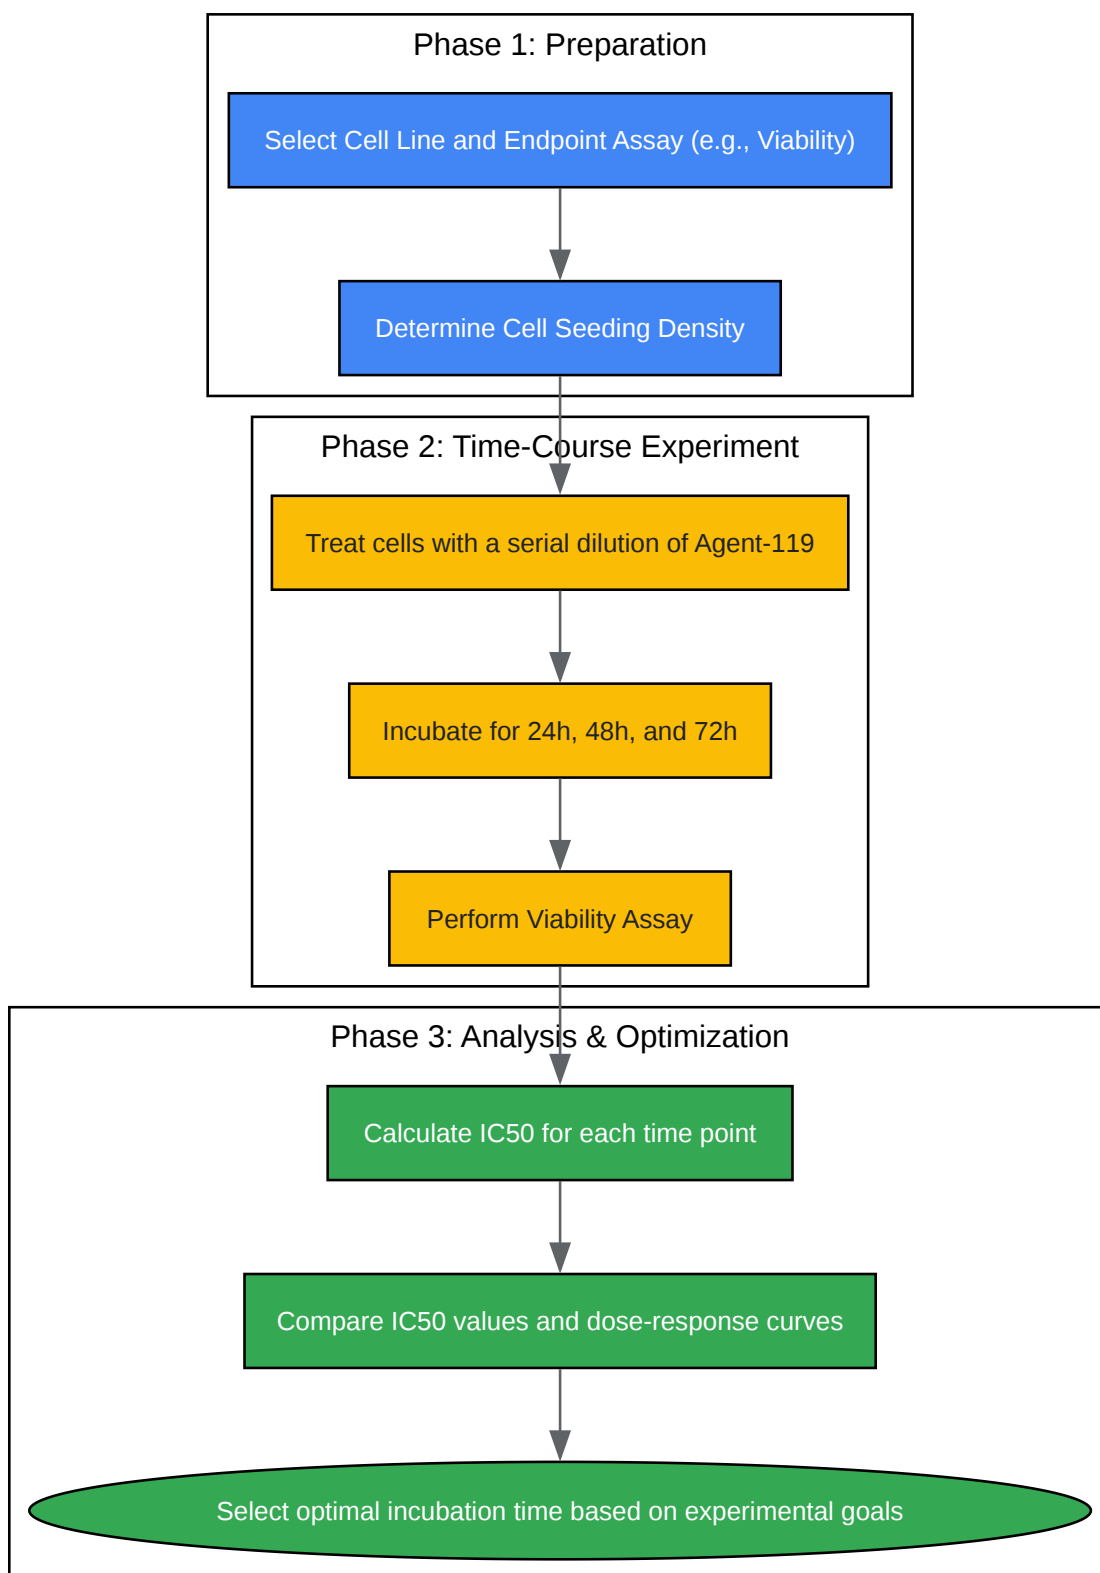 Phase 1: Preparation
Select Cell Line and Endpoint Assay (e.g., Viability)
Determine Cell Seeding Density
Phase 2: Time-Course Experiment
Treat cells with a serial dilution of Agent-119
Incubate for 24h, 48h, and 72h
Perform Viability Assay
Phase 3: Analysis & Optimization
Calculate IC50 for each time point
Compare IC50 values and dose-response curves
Select optimal incubation time based on experimental goals